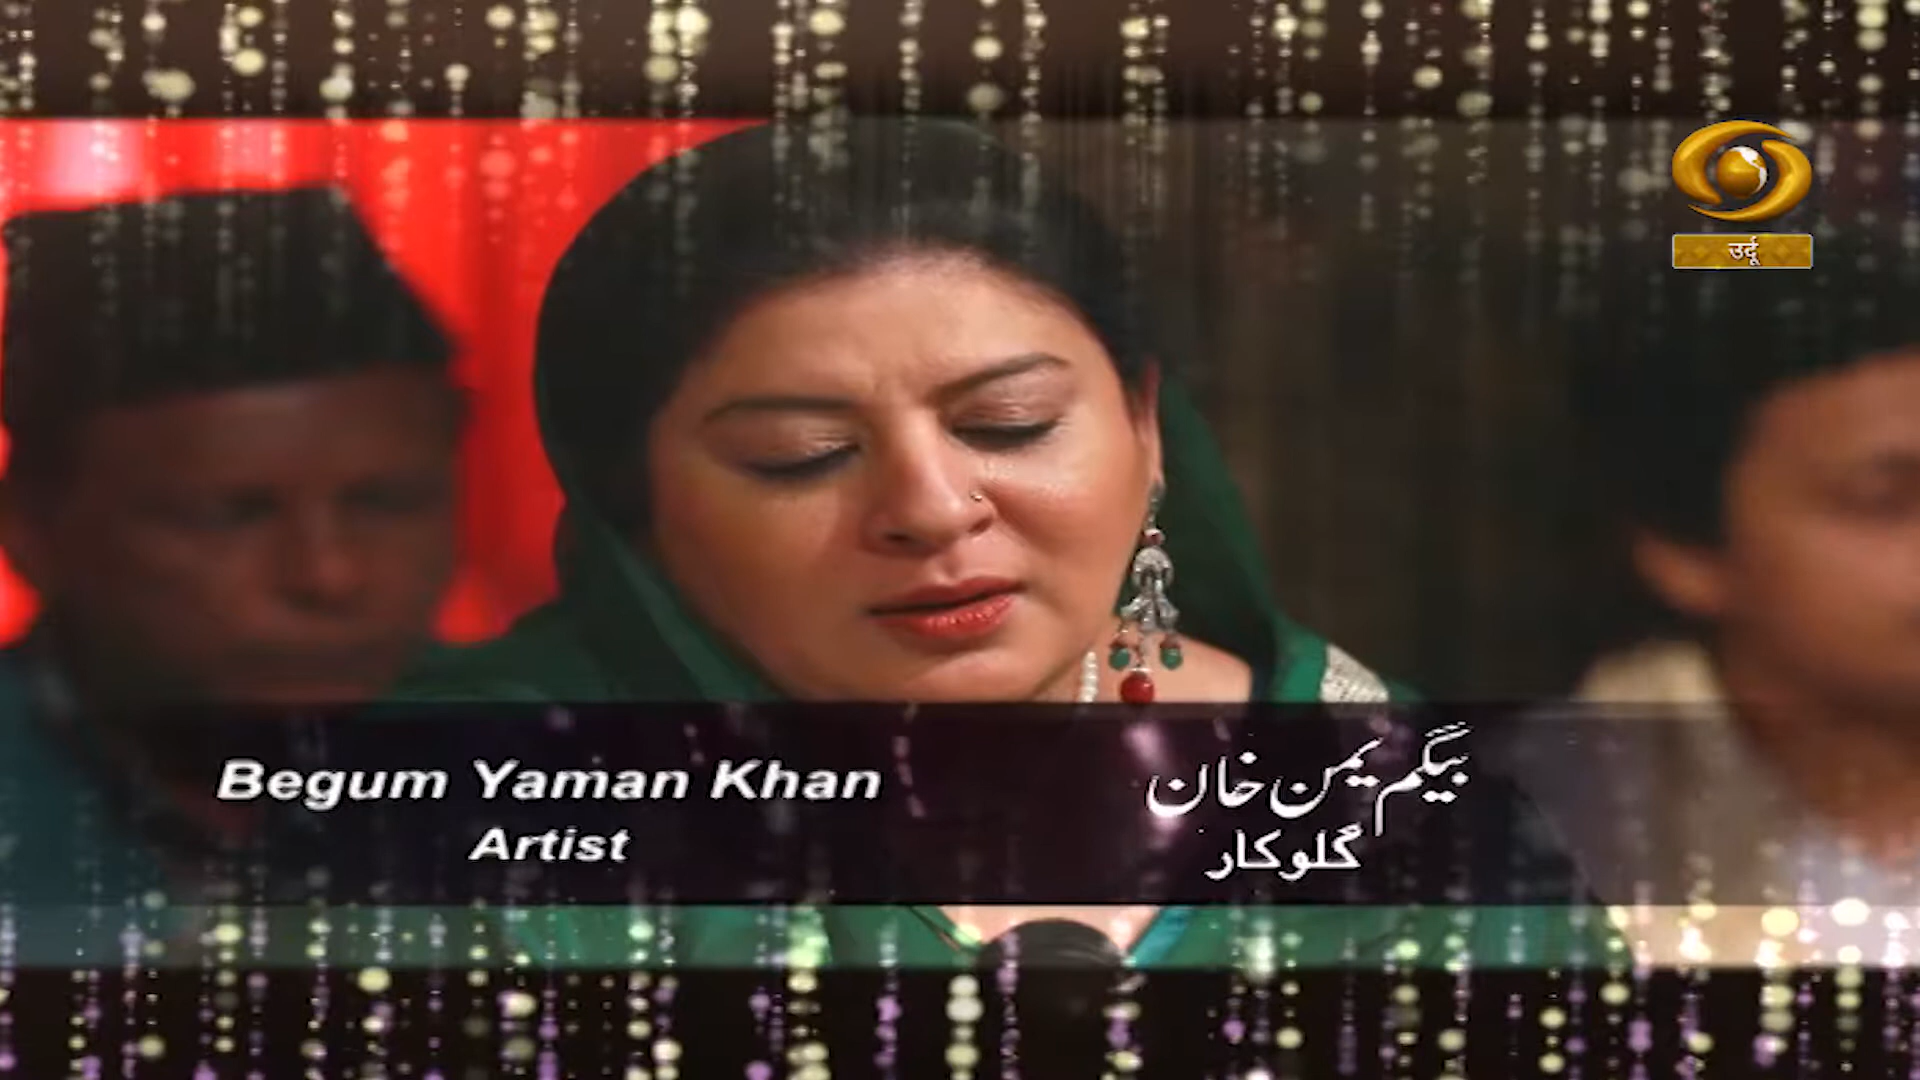 उर्दू
Begum Yaman Khan
بیگم یمن خان
Artist
گلوکار